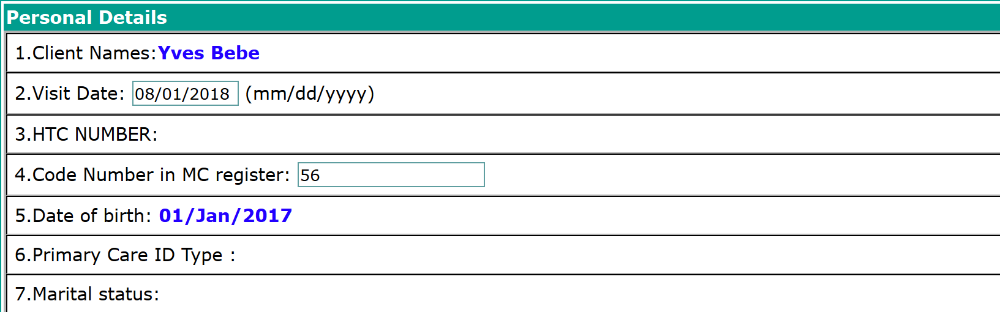 Personal Details
1.Client Names:Yves Bebe
2.Visit Date: 08/01/2018 (mm/dd/yyyy)
3.HTC NUMBER:
4.Code Number in MC register: 56
5.Date of birth: 01/Jan/2017
6.Primary Care ID Type :
7.Marital status: